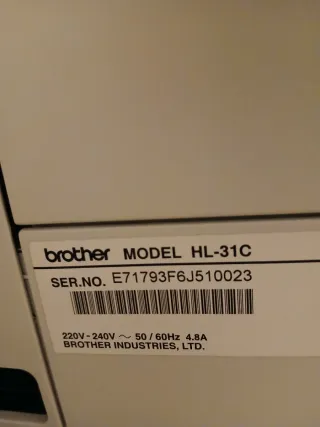 brother MODEL HL-31C
SER.NO. E71793F6J510023
220V-240V ~ 50/60Hz 4.8A
BROTHER INDUSTRIES, LTD.